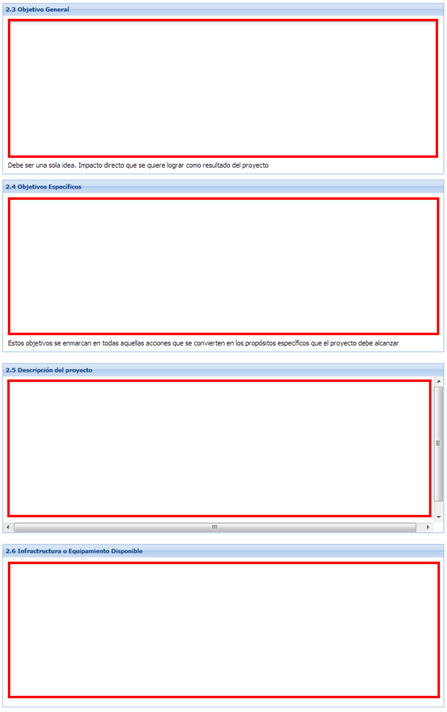 2.3 Objetivo General
Debe ser una sola idea. Impacto directo que se quiere lograr como resultado del proyecto
2.4 Objetivos Específicos
Estos objetivos se enmarcan en todas aquellas acciones que se convierten en los propósitos específicos que el proyecto debe alcanzar
2.5 Descripción del proyecto
2.6 Infractructura o Equipamiento Disponible